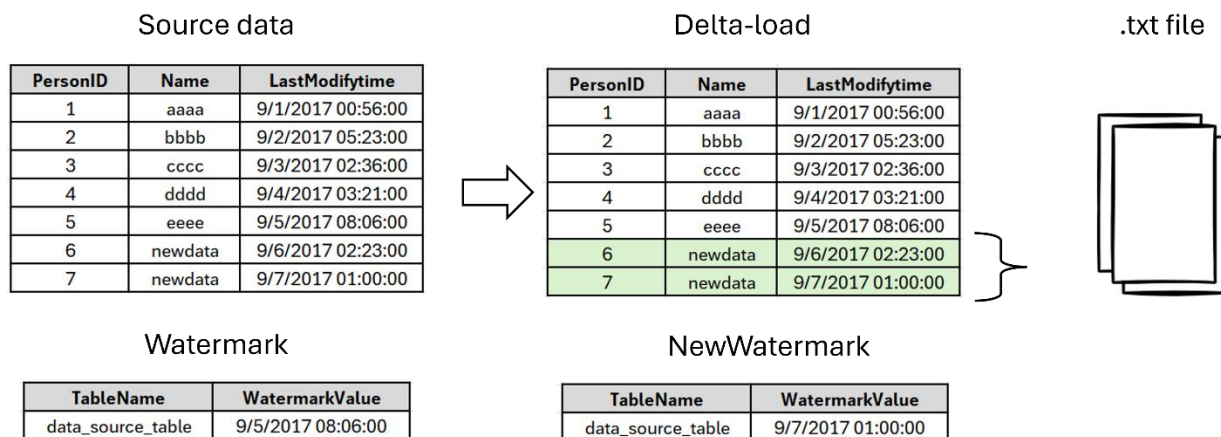 Source data
Delta-load
.txt file
PersonID Name LastModifytime
1 aaaa 9/1/2017 00:56:00
2 bbbb 9/2/2017 05:23:00
3 cccc 9/3/2017 02:36:00
4 dddd 9/4/2017 03:21:00
5 eeee 9/5/2017 08:06:00
6 newdata 9/6/2017 02:23:00
7 newdata 9/7/2017 01:00:00
PersonID Name LastModifytime
1 aaaa 9/1/2017 00:56:00
2 bbbb 9/2/2017 05:23:00
3 cccc 9/3/2017 02:36:00
4 dddd 9/4/2017 03:21:00
5 eeee 9/5/2017 08:06:00
6 newdata 9/6/2017 02:23:00
7 newdata 9/7/2017 01:00:00
Watermark
TableName WatermarkValue
data_source_table 9/5/2017 08:06:00
NewWatermark
TableName WatermarkValue
data_source_table 9/7/2017 01:00:00